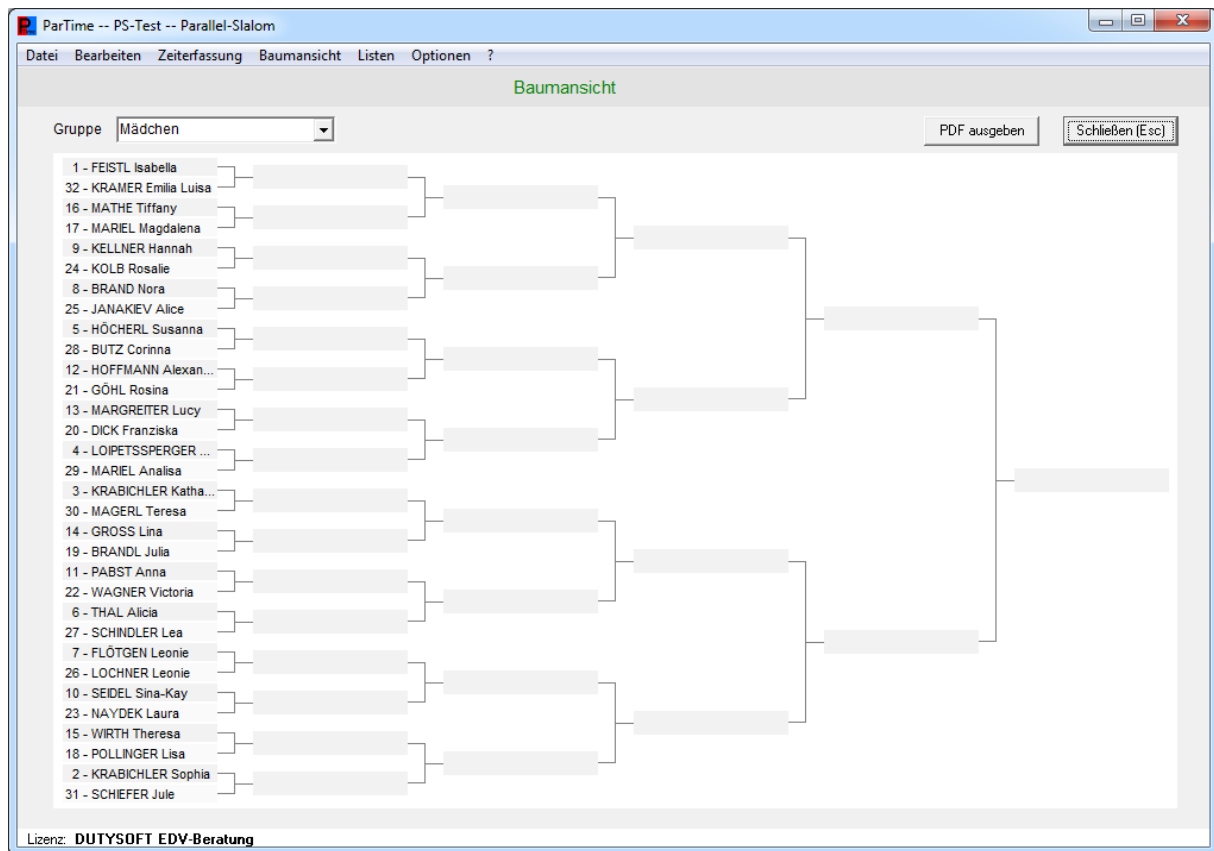 ParTime -- PS-Test -- Parallel-Slalom
Datei Bearbeiten Zeiterfassung Baumansicht Listen Optionen ?
Baumansicht
Gruppe Mädchen PDF ausgeben Schließen (Esc)
1 - FEISTL Isabella
32 - KRAMER Emilia Luisa
16 - MATHE Tiffany
17 - MARIEL Magdalena
9 - KELLNER Hannah
24 - KOLB Rosalie
8 - BRAND Nora
25 - JANAKIEV Alice
5 - HÖCHERL Susanna
28 - BUTZ Corinna
12 - HOFFMANN Alexan...
21 - GÖHL Rosina
13 - MARGREITER Lucy
20 - DICK Franziska
4 - LOIPETSSPERGER ...
29 - MARIEL Analisa
3 - KRABICHLER Katha...
30 - MAGERL Teresa
14 - GROSS Lina
19 - BRANDL Julia
11 - PABST Anna
22 - WAGNER Victoria
6 - THAL Alicia
27 - SCHINDLER Lea
7 - FLÖTGEN Leonie
26 - LOCHNER Leonie
10 - SEIDEL Sina-Kay
23 - NAYDEK Laura
15 - WIRTH Theresa
18 - POLLINGER Lisa
2 - KRABICHLER Sophia
31 - SCHIEFER Jule
Lizenz: DUTYSOFT EDV-Beratung